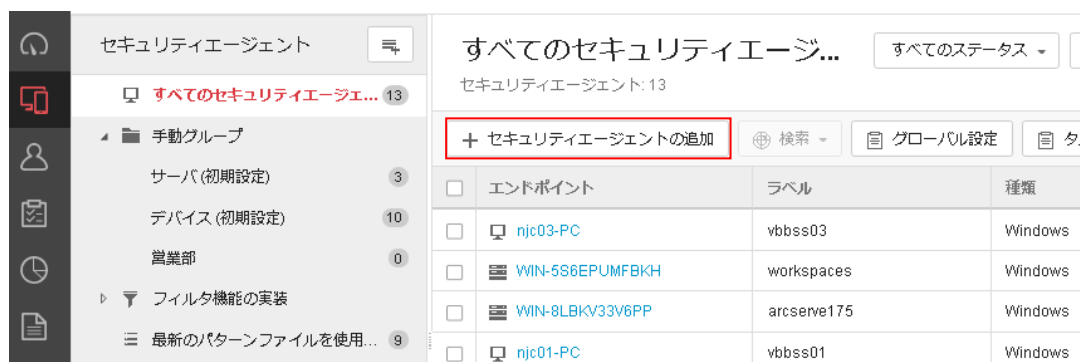 セキュリティエージェント
すべてのセキュリティエージェ... 13
手動グループ
サーバ (初期設定) 3
デバイス (初期設定) 10
営業部 0
フィルタ機能の実装
最新のパターンファイルを使用... 9
すべてのセキュリティエージ...
すべてのステータス
セキュリティエージェント: 13
+ セキュリティエージェントの追加
検索
グローバル設定
エンドポイント ラベル 種類
njc03-PC vbbss03 Windows
WIN-5S6EPUMFBKH workspaces Windows
WIN-8LBKV33V6PP arcserve175 Windows
njc01-PC vbbss01 Windows